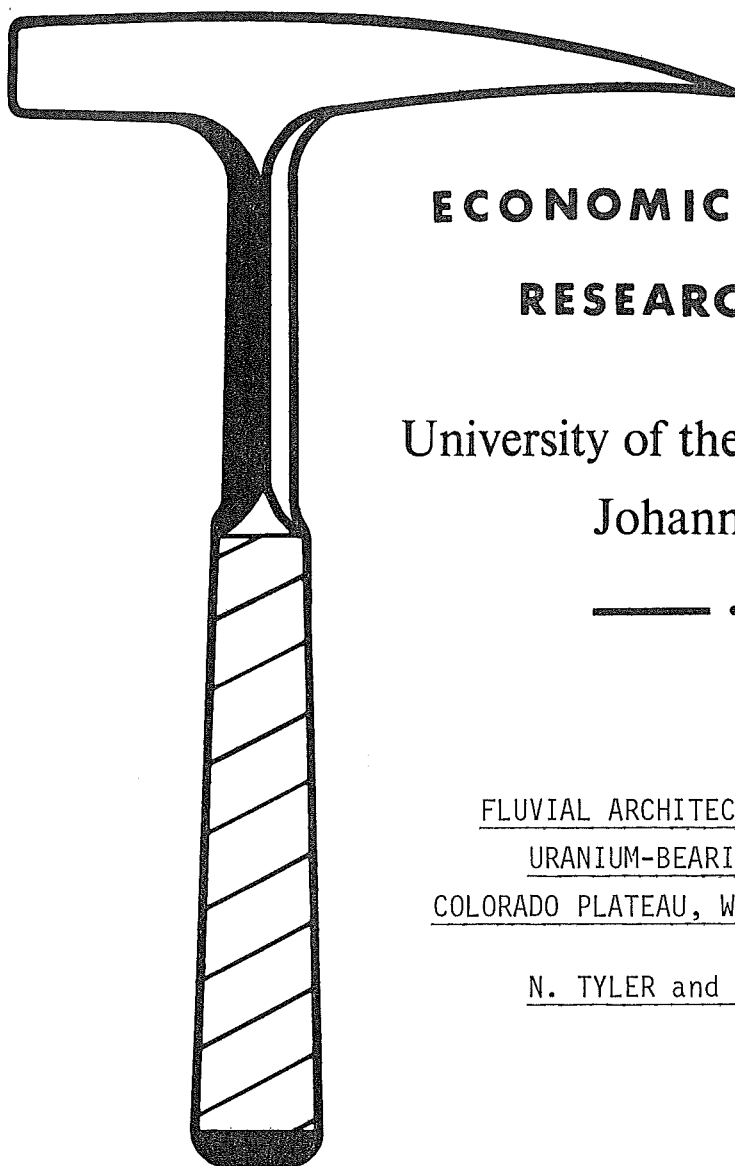 ECONOMIC
RESEARC
University of the
Johann
FLUVIAL ARCHITEC
URANIUM-BEARI
COLORADO PLATEAU, W
N. TYLER and